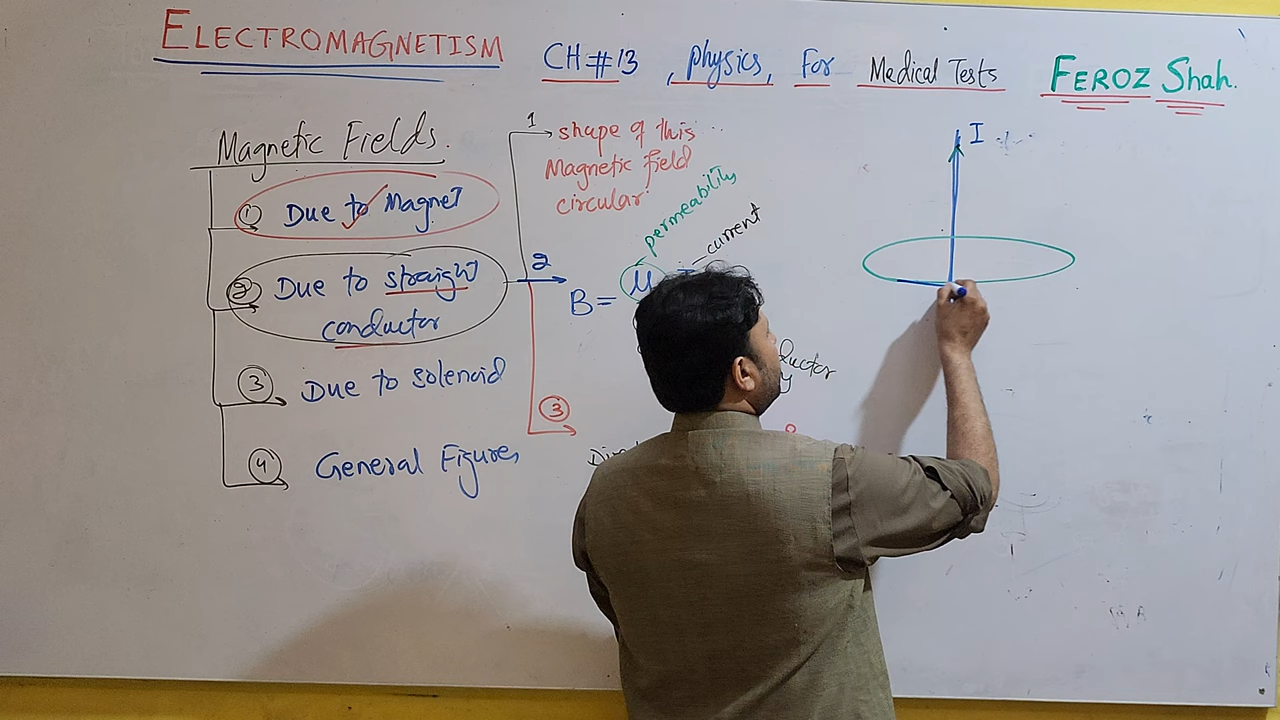 ELECTROMAGNETISM
CH#13, physics, For Medical Tests
FEROZ Shah.
Magnetic Fields.
① Due to Magnet
② Due to straight
conductor
③ Due to solenoid
④ General Figures
1
shape of this
Magnetic field
circular
2
B = μ
permeability
current
③
I